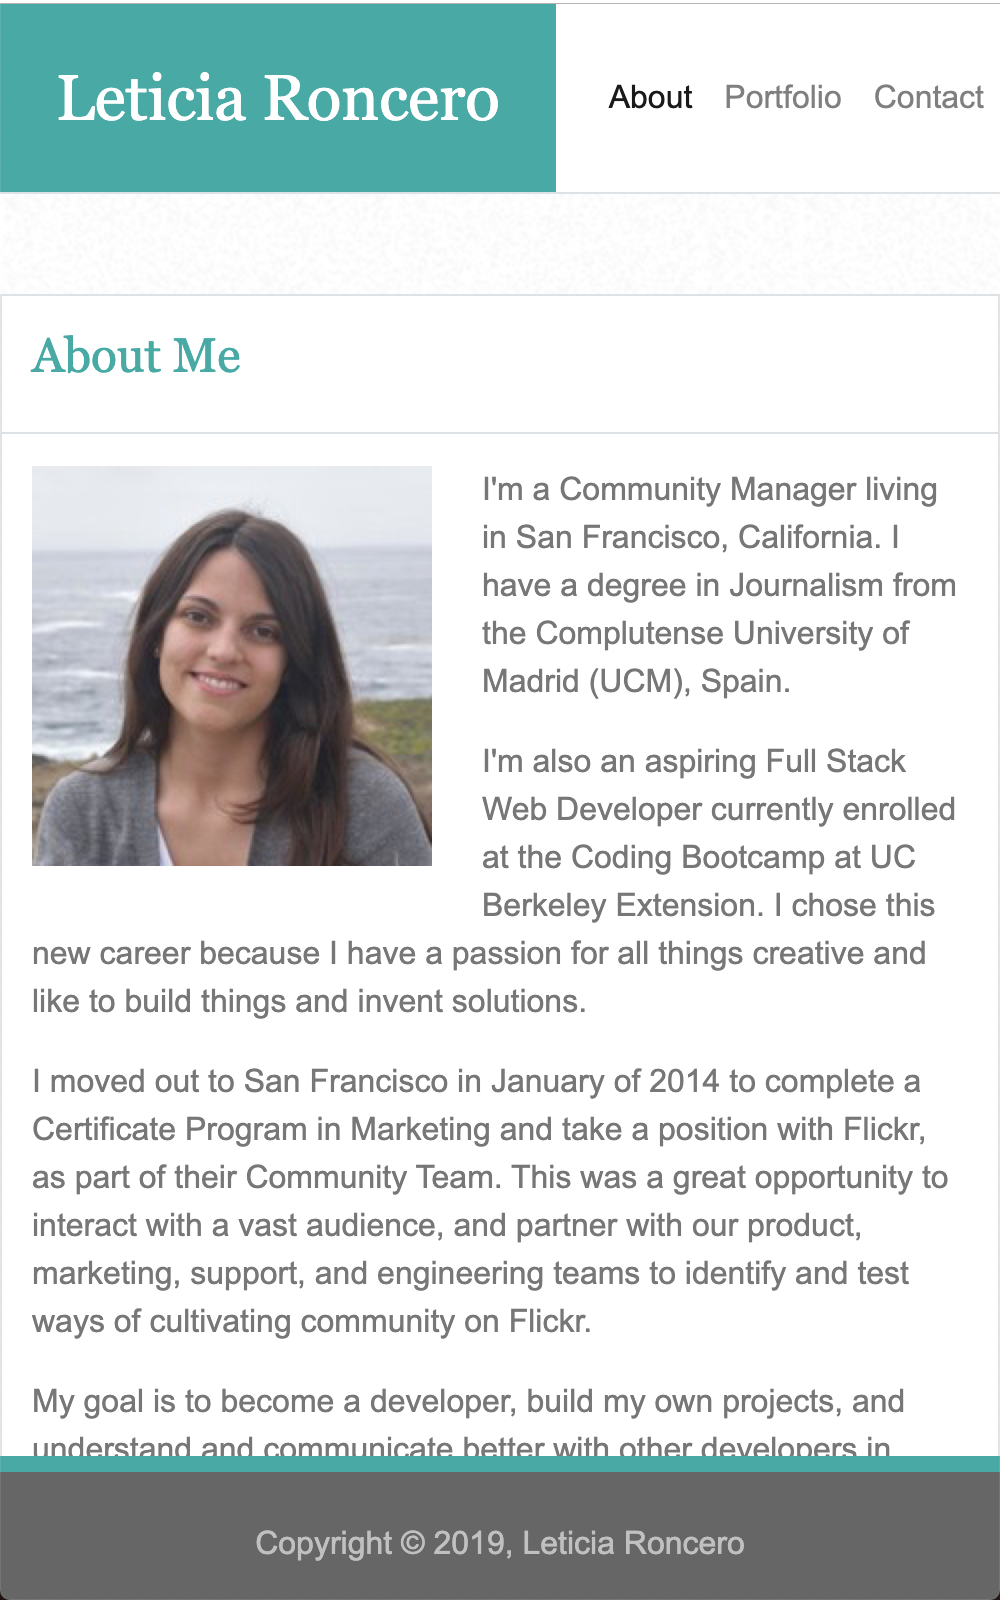 Leticia Roncero
About Portfolio Contact
About Me
I'm a Community Manager living
in San Francisco, California. I
have a degree in Journalism from
the Complutense University of
Madrid (UCM), Spain.
I'm also an aspiring Full Stack
Web Developer currently enrolled
at the Coding Bootcamp at UC
Berkeley Extension. I chose this
new career because I have a passion for all things creative and
like to build things and invent solutions.
I moved out to San Francisco in January of 2014 to complete a
Certificate Program in Marketing and take a position with Flickr,
as part of their Community Team. This was a great opportunity to
interact with a vast audience, and partner with our product,
marketing, support, and engineering teams to identify and test
ways of cultivating community on Flickr.
My goal is to become a developer, build my own projects, and
understand and communicate better with other developers in
Copyright © 2019, Leticia Roncero